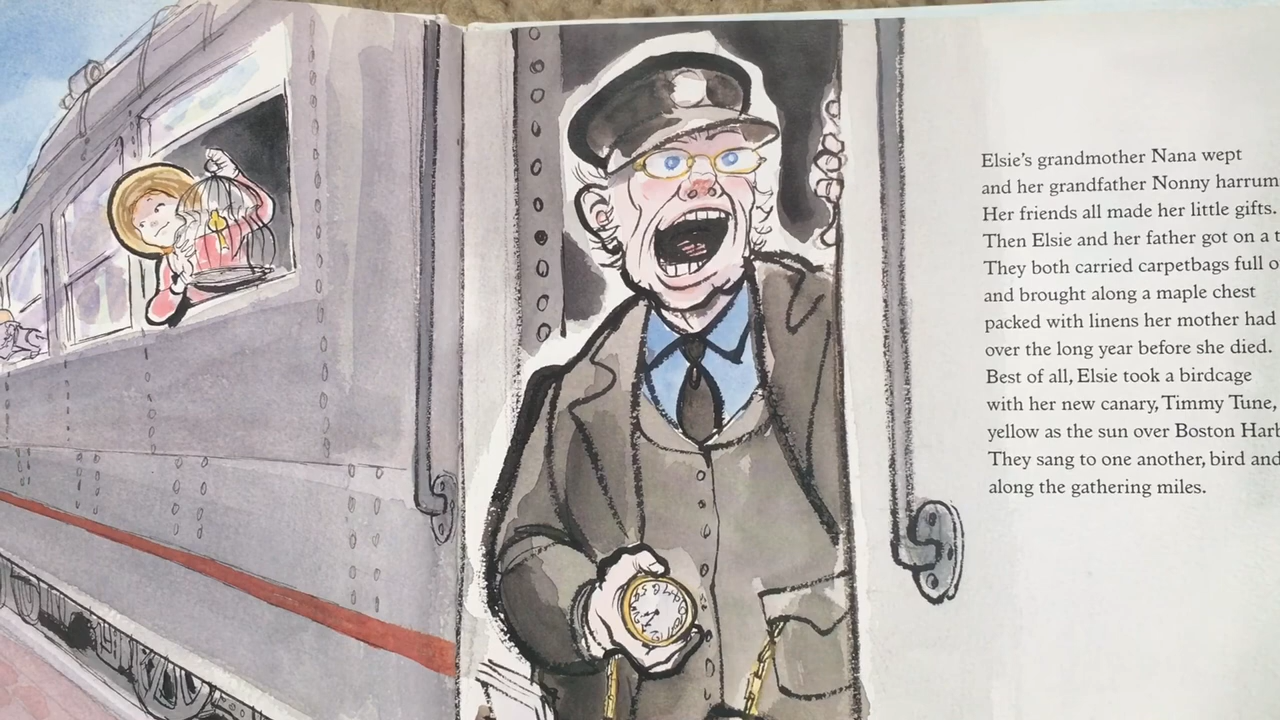 Elsie's grandmother Nana wept
and her grandfather Nonny harrum
Her friends all made her little gifts.
Then Elsie and her father got on a t
They both carried carpetbags full o
and brought along a maple chest
packed with linens her mother had
over the long year before she died.
Best of all, Elsie took a birdcage
with her new canary, Timmy Tune,
yellow as the sun over Boston Harb
They sang to one another, bird and
along the gathering miles.